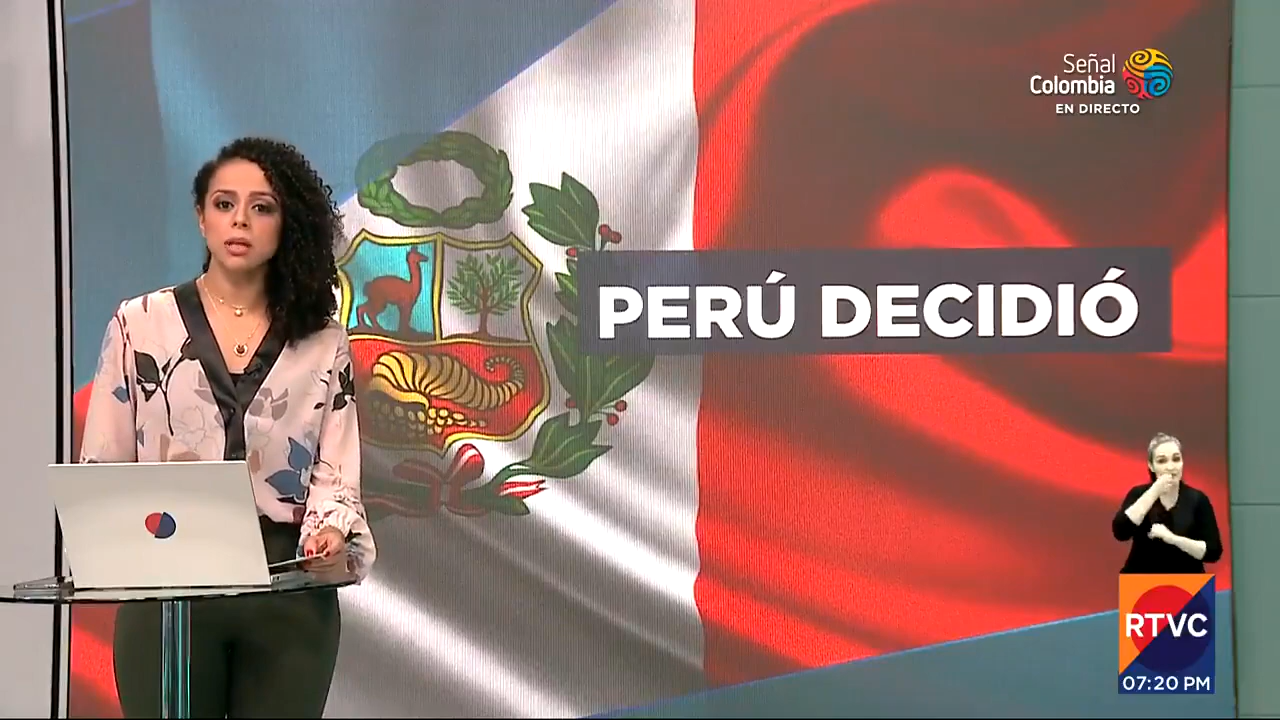 Señal
Colombia
EN DIRECTO
PERÚ DECIDIÓ
RTVC
07:20 PM